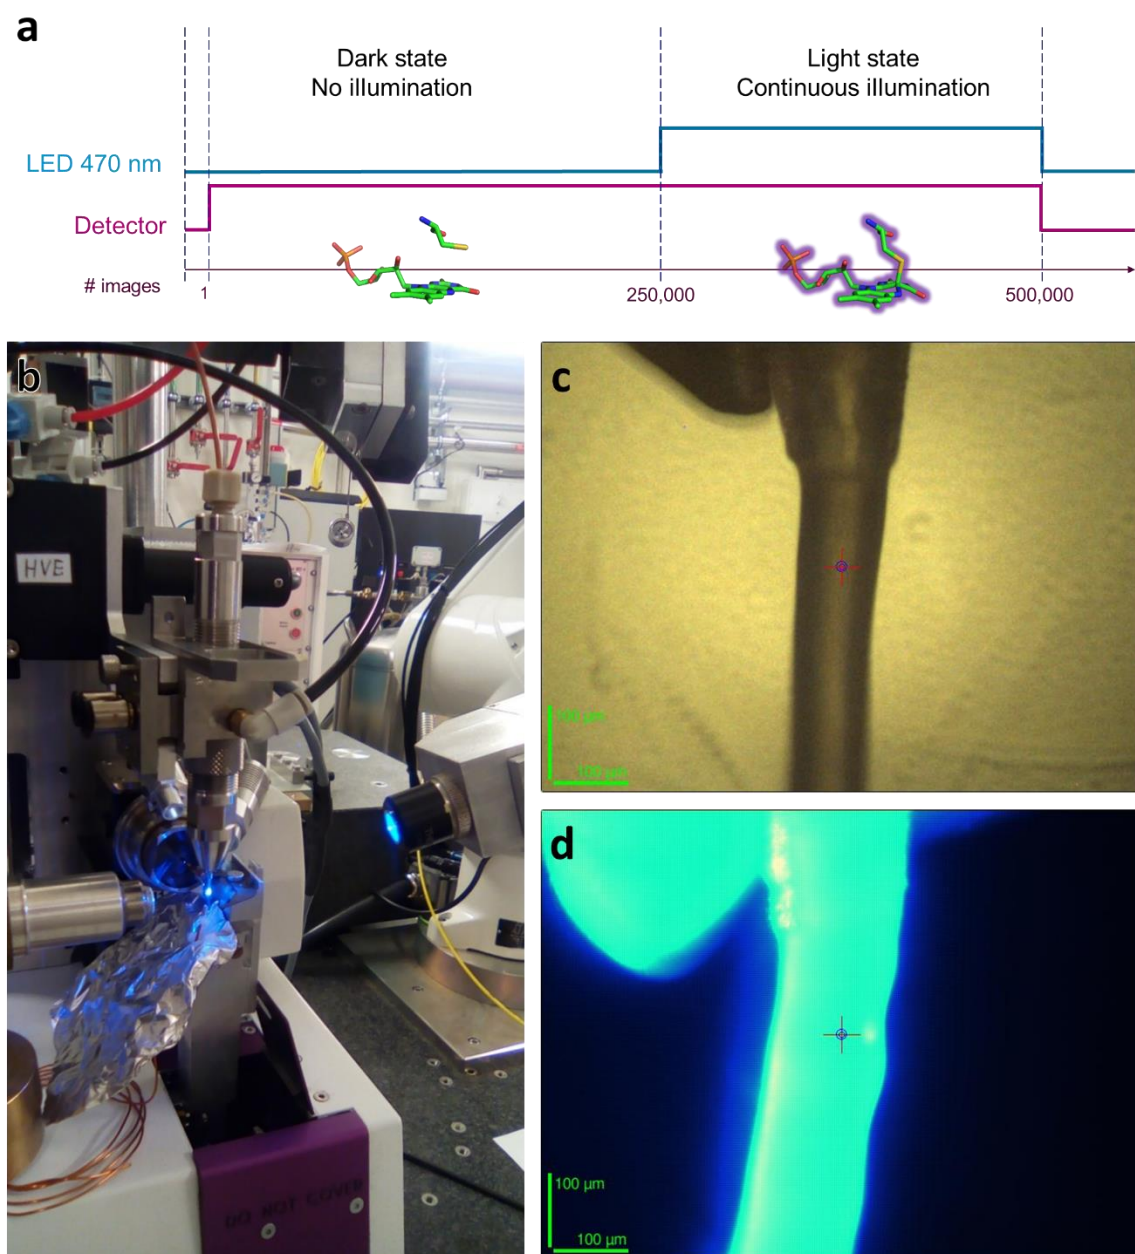 a
Dark state
No illumination
Light state
Continuous illumination
LED 470 nm
Detector
# images
1
250,000
500,000
b
HVE
DO NOT COVER
c
100 µm
100 µm
d
100 µm
100 µm